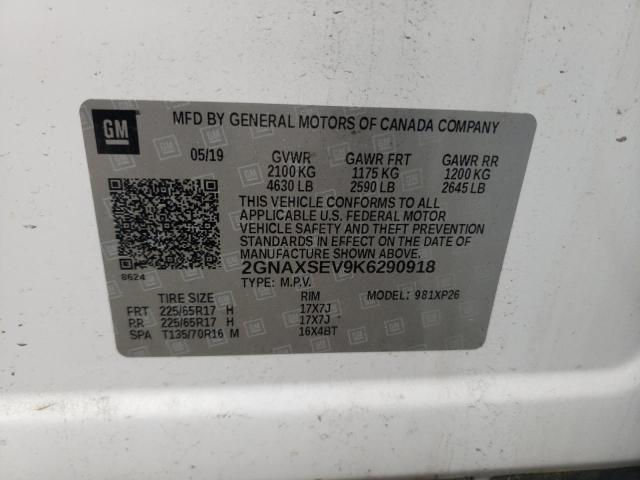 GM
MFD BY GENERAL MOTORS OF CANADA COMPANY
05/19 GVWR GAWR FRT GAWR RR
2100 KG 1175 KG 1200 KG
4630 LB 2590 LB 2645 LB
THIS VEHICLE CONFORMS TO ALL
APPLICABLE U.S. FEDERAL MOTOR
VEHICLE SAFETY AND THEFT PREVENTION
STANDARDS IN EFFECT ON THE DATE OF
MANUFACTURE SHOWN ABOVE.
8624 2GNAXSEV9K6290918
TYPE: M.P.V.
TIRE SIZE RIM MODEL: 981XP26
FRT 225/65R17 H 17X7J
RR 225/65R17 H 17X7J
SPA T135/70R16 M 16X4BT